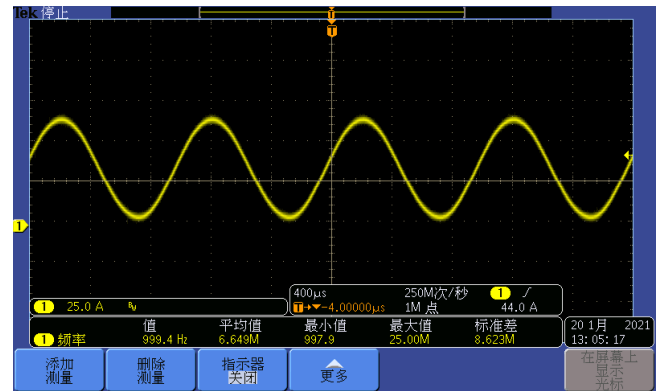 Tek 停止
T
T
1
400µs 250M次/秒 1
1 25.0 A BW T→▼-4.00000µs 1M 点 44.0 A
值 平均值 最小值 最大值 标准差
1 频率 999.4 Hz 6.649M 997.9 25.00M 8.623M
20 1月 2021
13:05:17
添加 测量
删除 测量
指示器 关闭
更多
在屏幕上 显示 光标